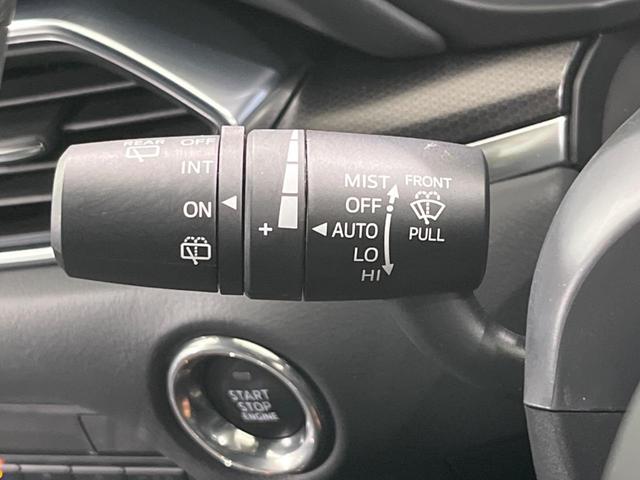 REAR OFF
INT
ON
+
MIST
OFF
AUTO
LO
HI
FRONT
PULL
START
STOP
ENGINE